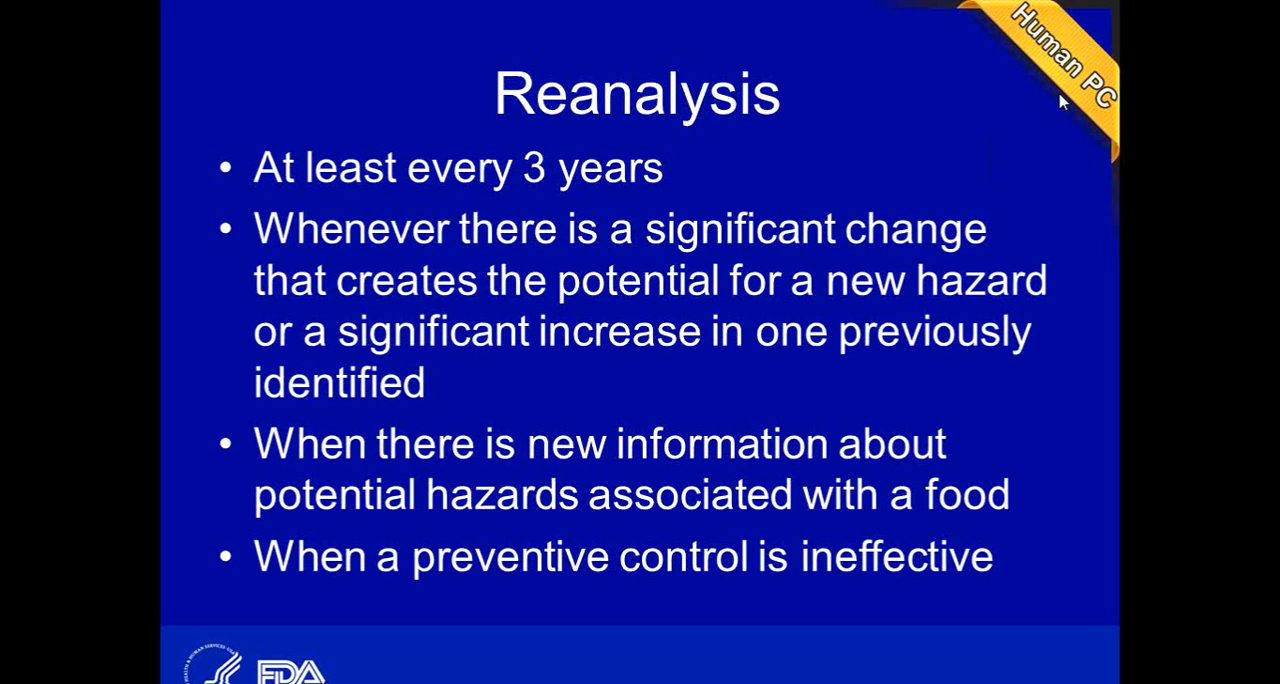 Human PC
Reanalysis
• At least every 3 years
• Whenever there is a significant change
that creates the potential for a new hazard
or a significant increase in one previously
identified
• When there is new information about
potential hazards associated with a food
• When a preventive control is ineffective
FDA